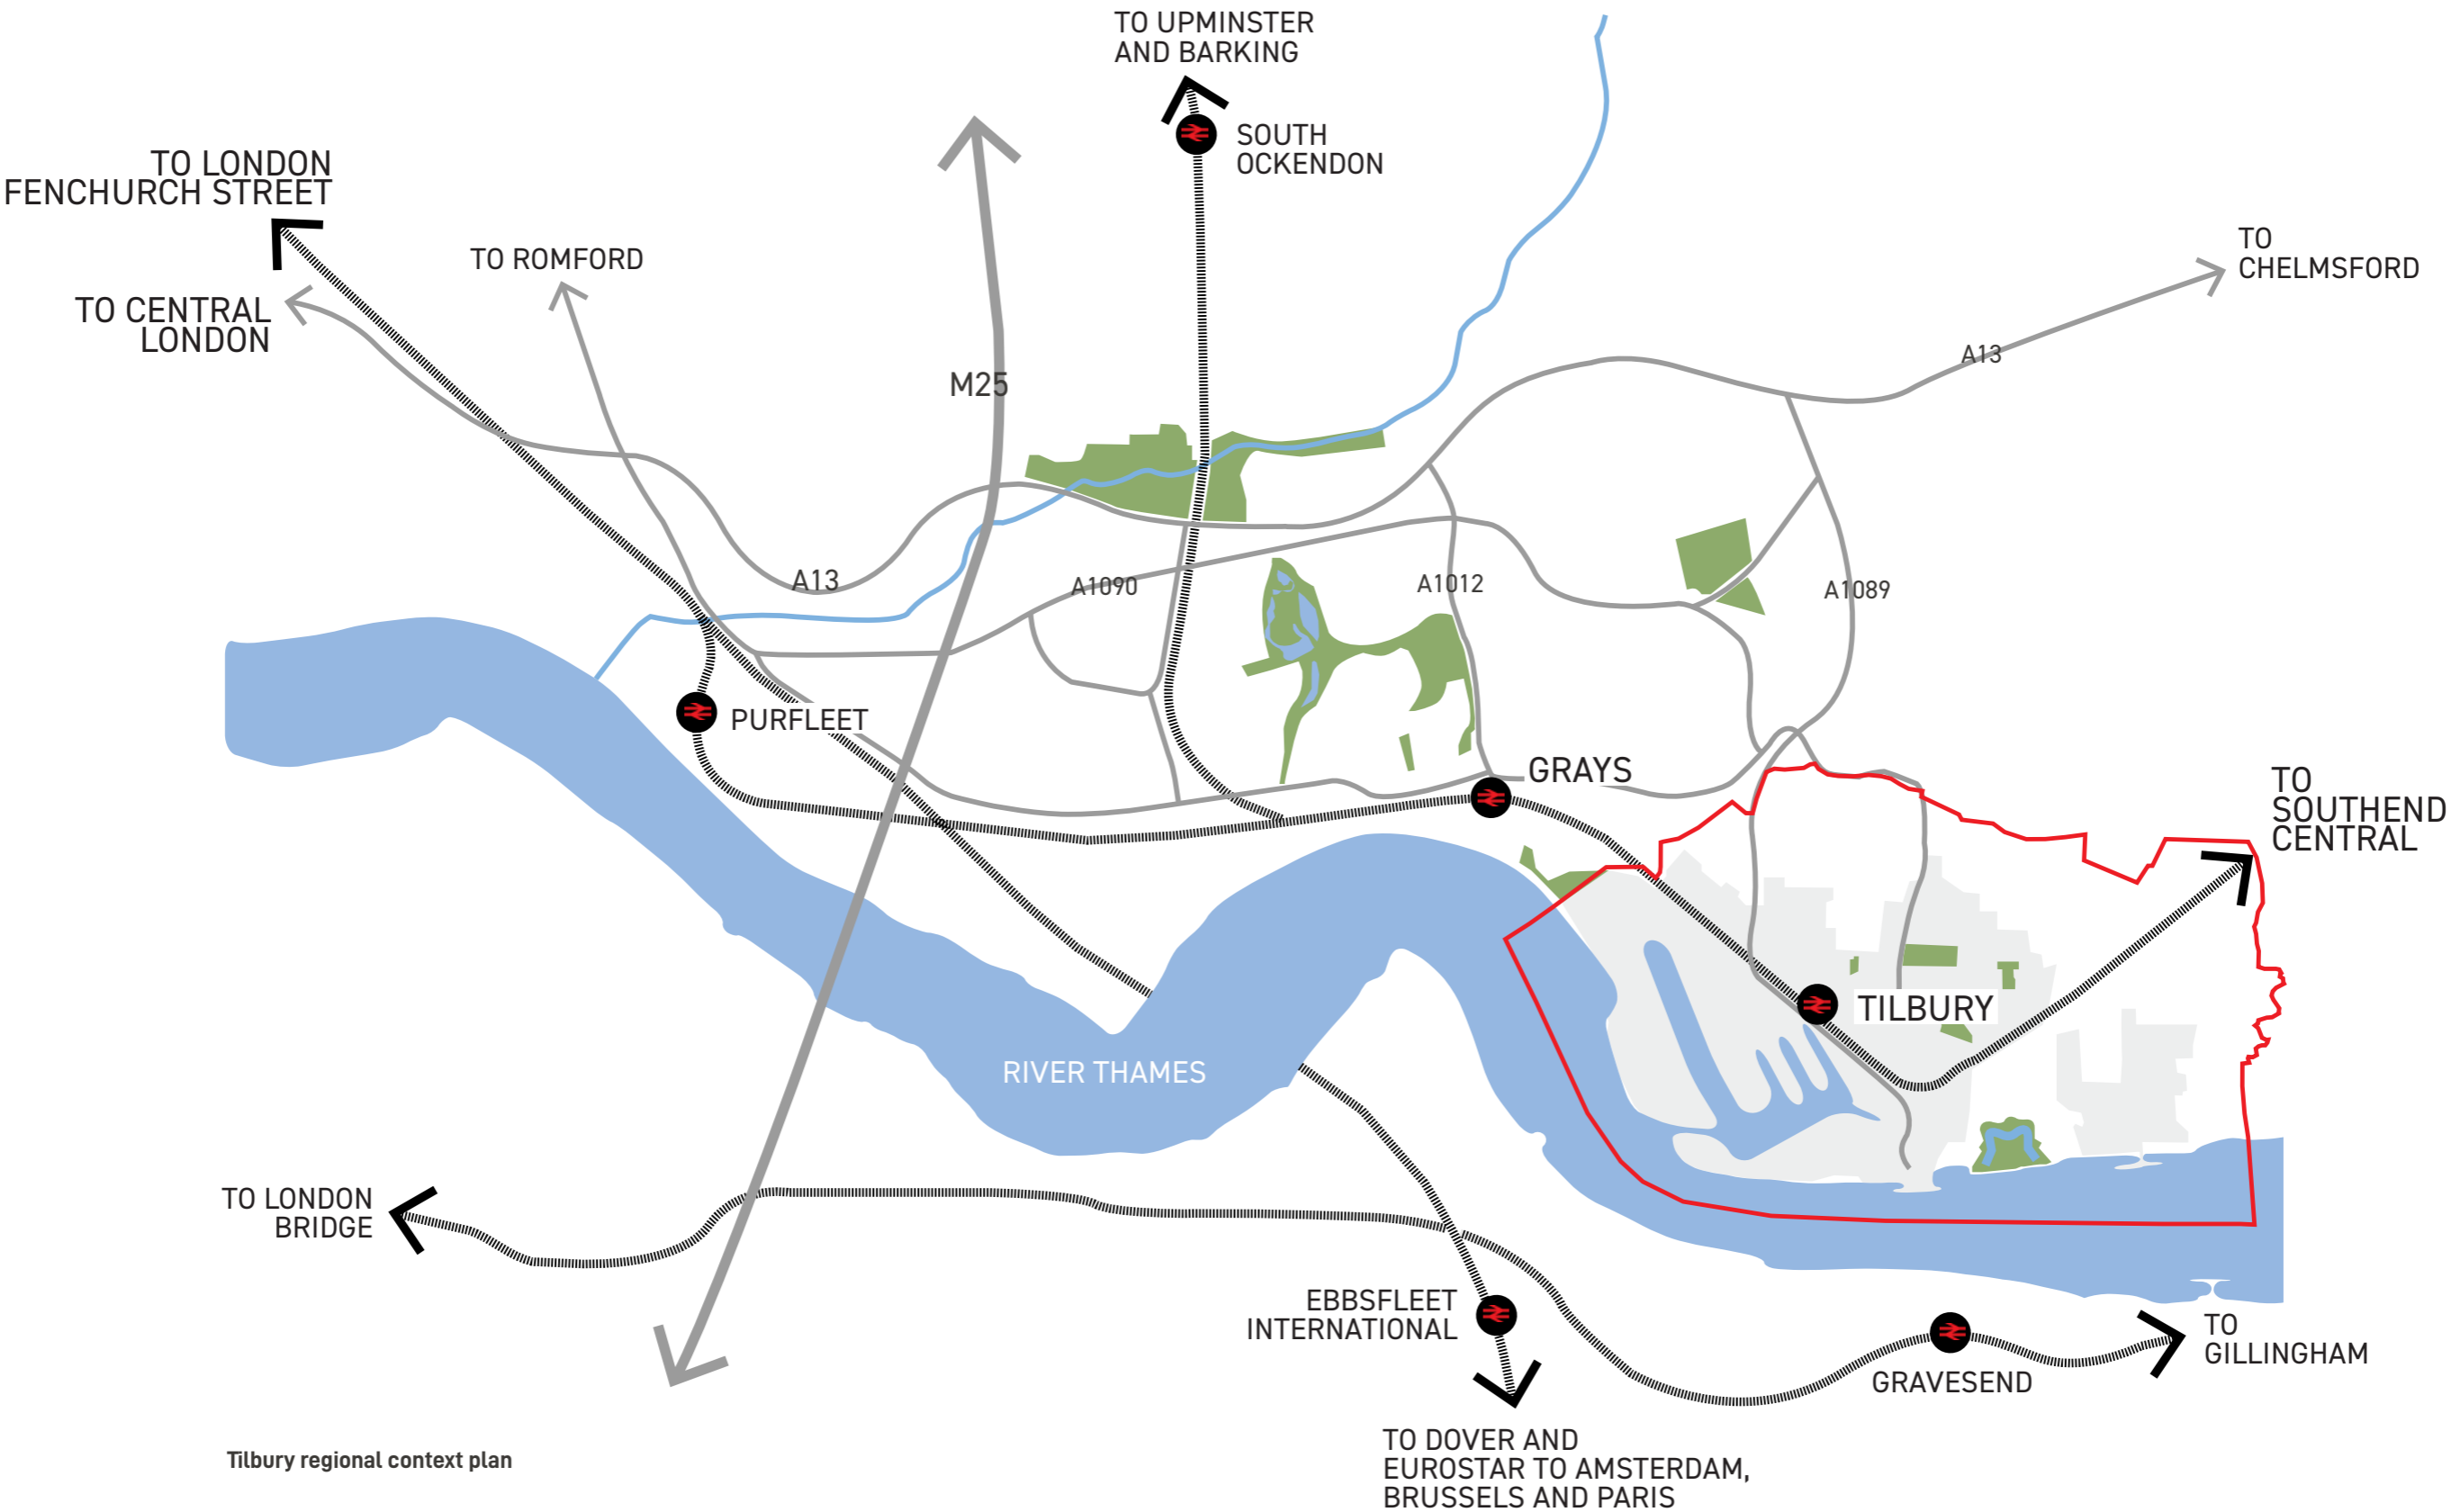 TO UPMINSTER
AND BARKING
SOUTH
OCKENDON
TO LONDON
FENCHURCH STREET
TO ROMFORD
TO CENTRAL
LONDON
TO
CHELMSFORD
A13
M25
A13
A1090
A1012
A1089
PURFLEET
GRAYS
TO
SOUTHEND
CENTRAL
TILBURY
RIVER THAMES
TO LONDON
BRIDGE
EBBSFLEET
INTERNATIONAL
TO
GILLINGHAM
GRAVESEND
TO DOVER AND
EUROSTAR TO AMSTERDAM,
BRUSSELS AND PARIS
Tilbury regional context plan